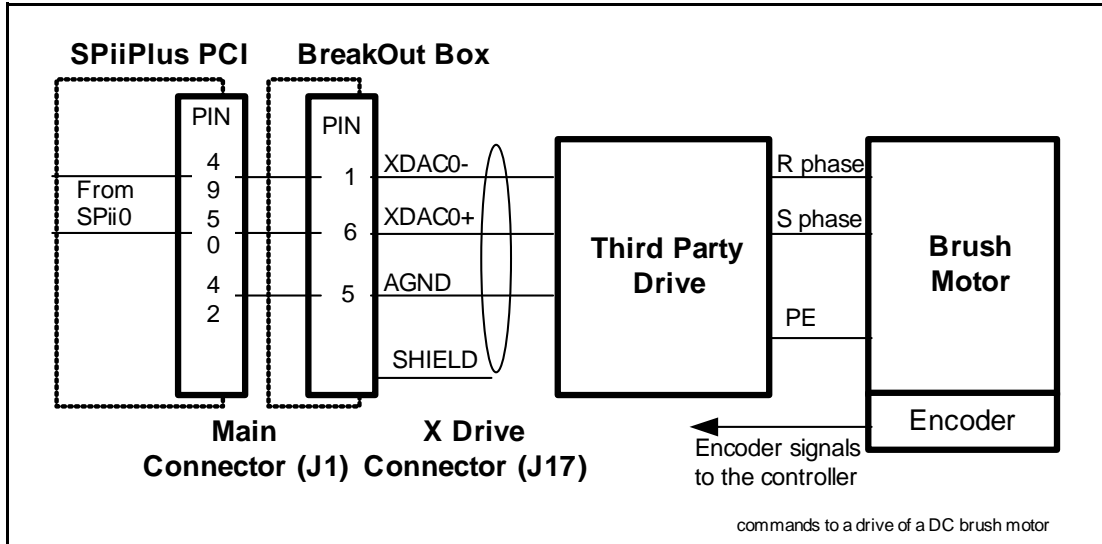 SPiiPlus PCI
BreakOut Box
PIN
PIN
4
9
5
0
4
2
1
6
5
From
SPii0
XDAC0-
XDAC0+
AGND
SHIELD
Third Party
Drive
R phase
S phase
PE
Brush
Motor
Encoder
Main
Connector (J1)
X Drive
Connector (J17)
Encoder signals
to the controller
commands to a drive of a DC brush motor